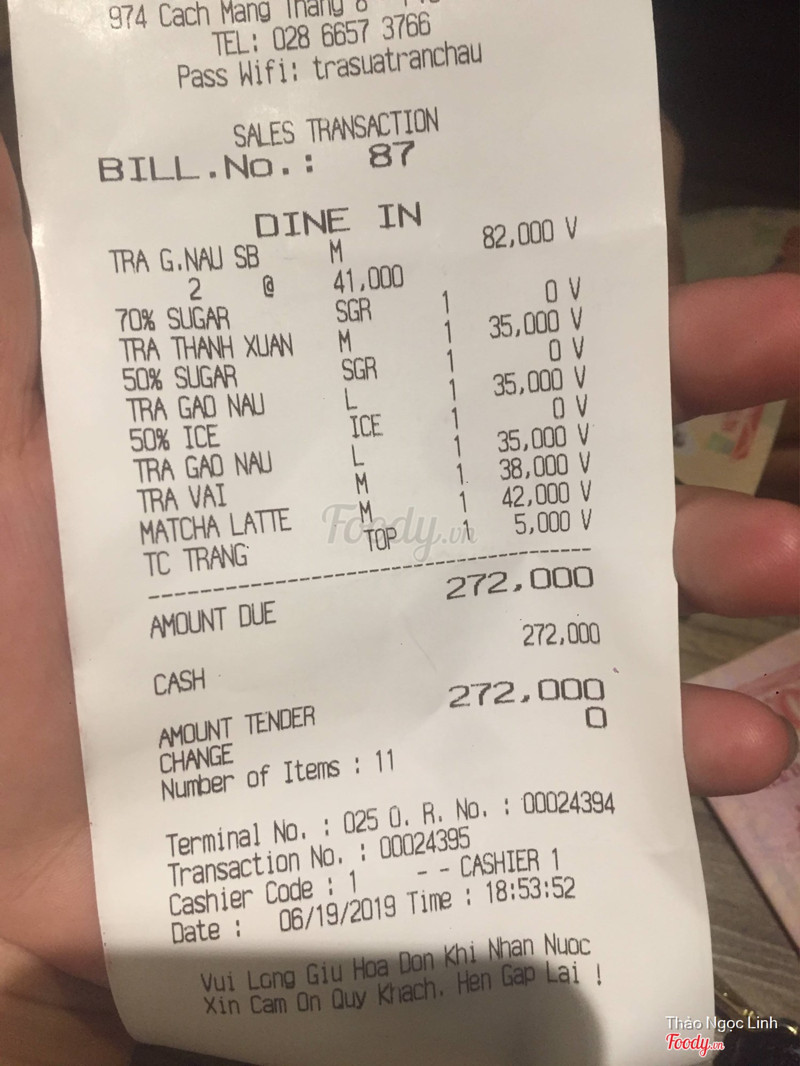 974 Cach Mang Thang 8
TEL: 028 6657 3766
Pass Wifi: trasuatranchau
SALES TRANSACTION
BILL.No.: 87
DINE IN
TRA G.NAU SB M 82,000 V
2 @ 41,000
70% SUGAR SGR 1 0 V
TRA THANH XUAN M 1 35,000 V
50% SUGAR SGR 1 0 V
TRA GAO NAU L 1 35,000 V
50% ICE ICE 1 0 V
TRA GAO NAU L 1 35,000 V
TRA VAI M 1 38,000 V
MATCHA LATTE M 1 42,000 V
TC TRANG TOP 1 5,000 V
AMOUNT DUE 272,000
CASH 272,000
AMOUNT TENDER 272,000
CHANGE 0
Number of Items : 11
Terminal No. : 025 O. R. No. : 00024394
Transaction No. : 00024395
Cashier Code : 1 - - CASHIER 1
Date : 06/19/2019 Time : 18:53:52
Vui Long Giu Hoa Don Khi Nhan Nuoc
Xin Cam On Quy Khach. Hen Gap Lai !
Foody.vn
Thảo Ngọc Linh
Foody.vn